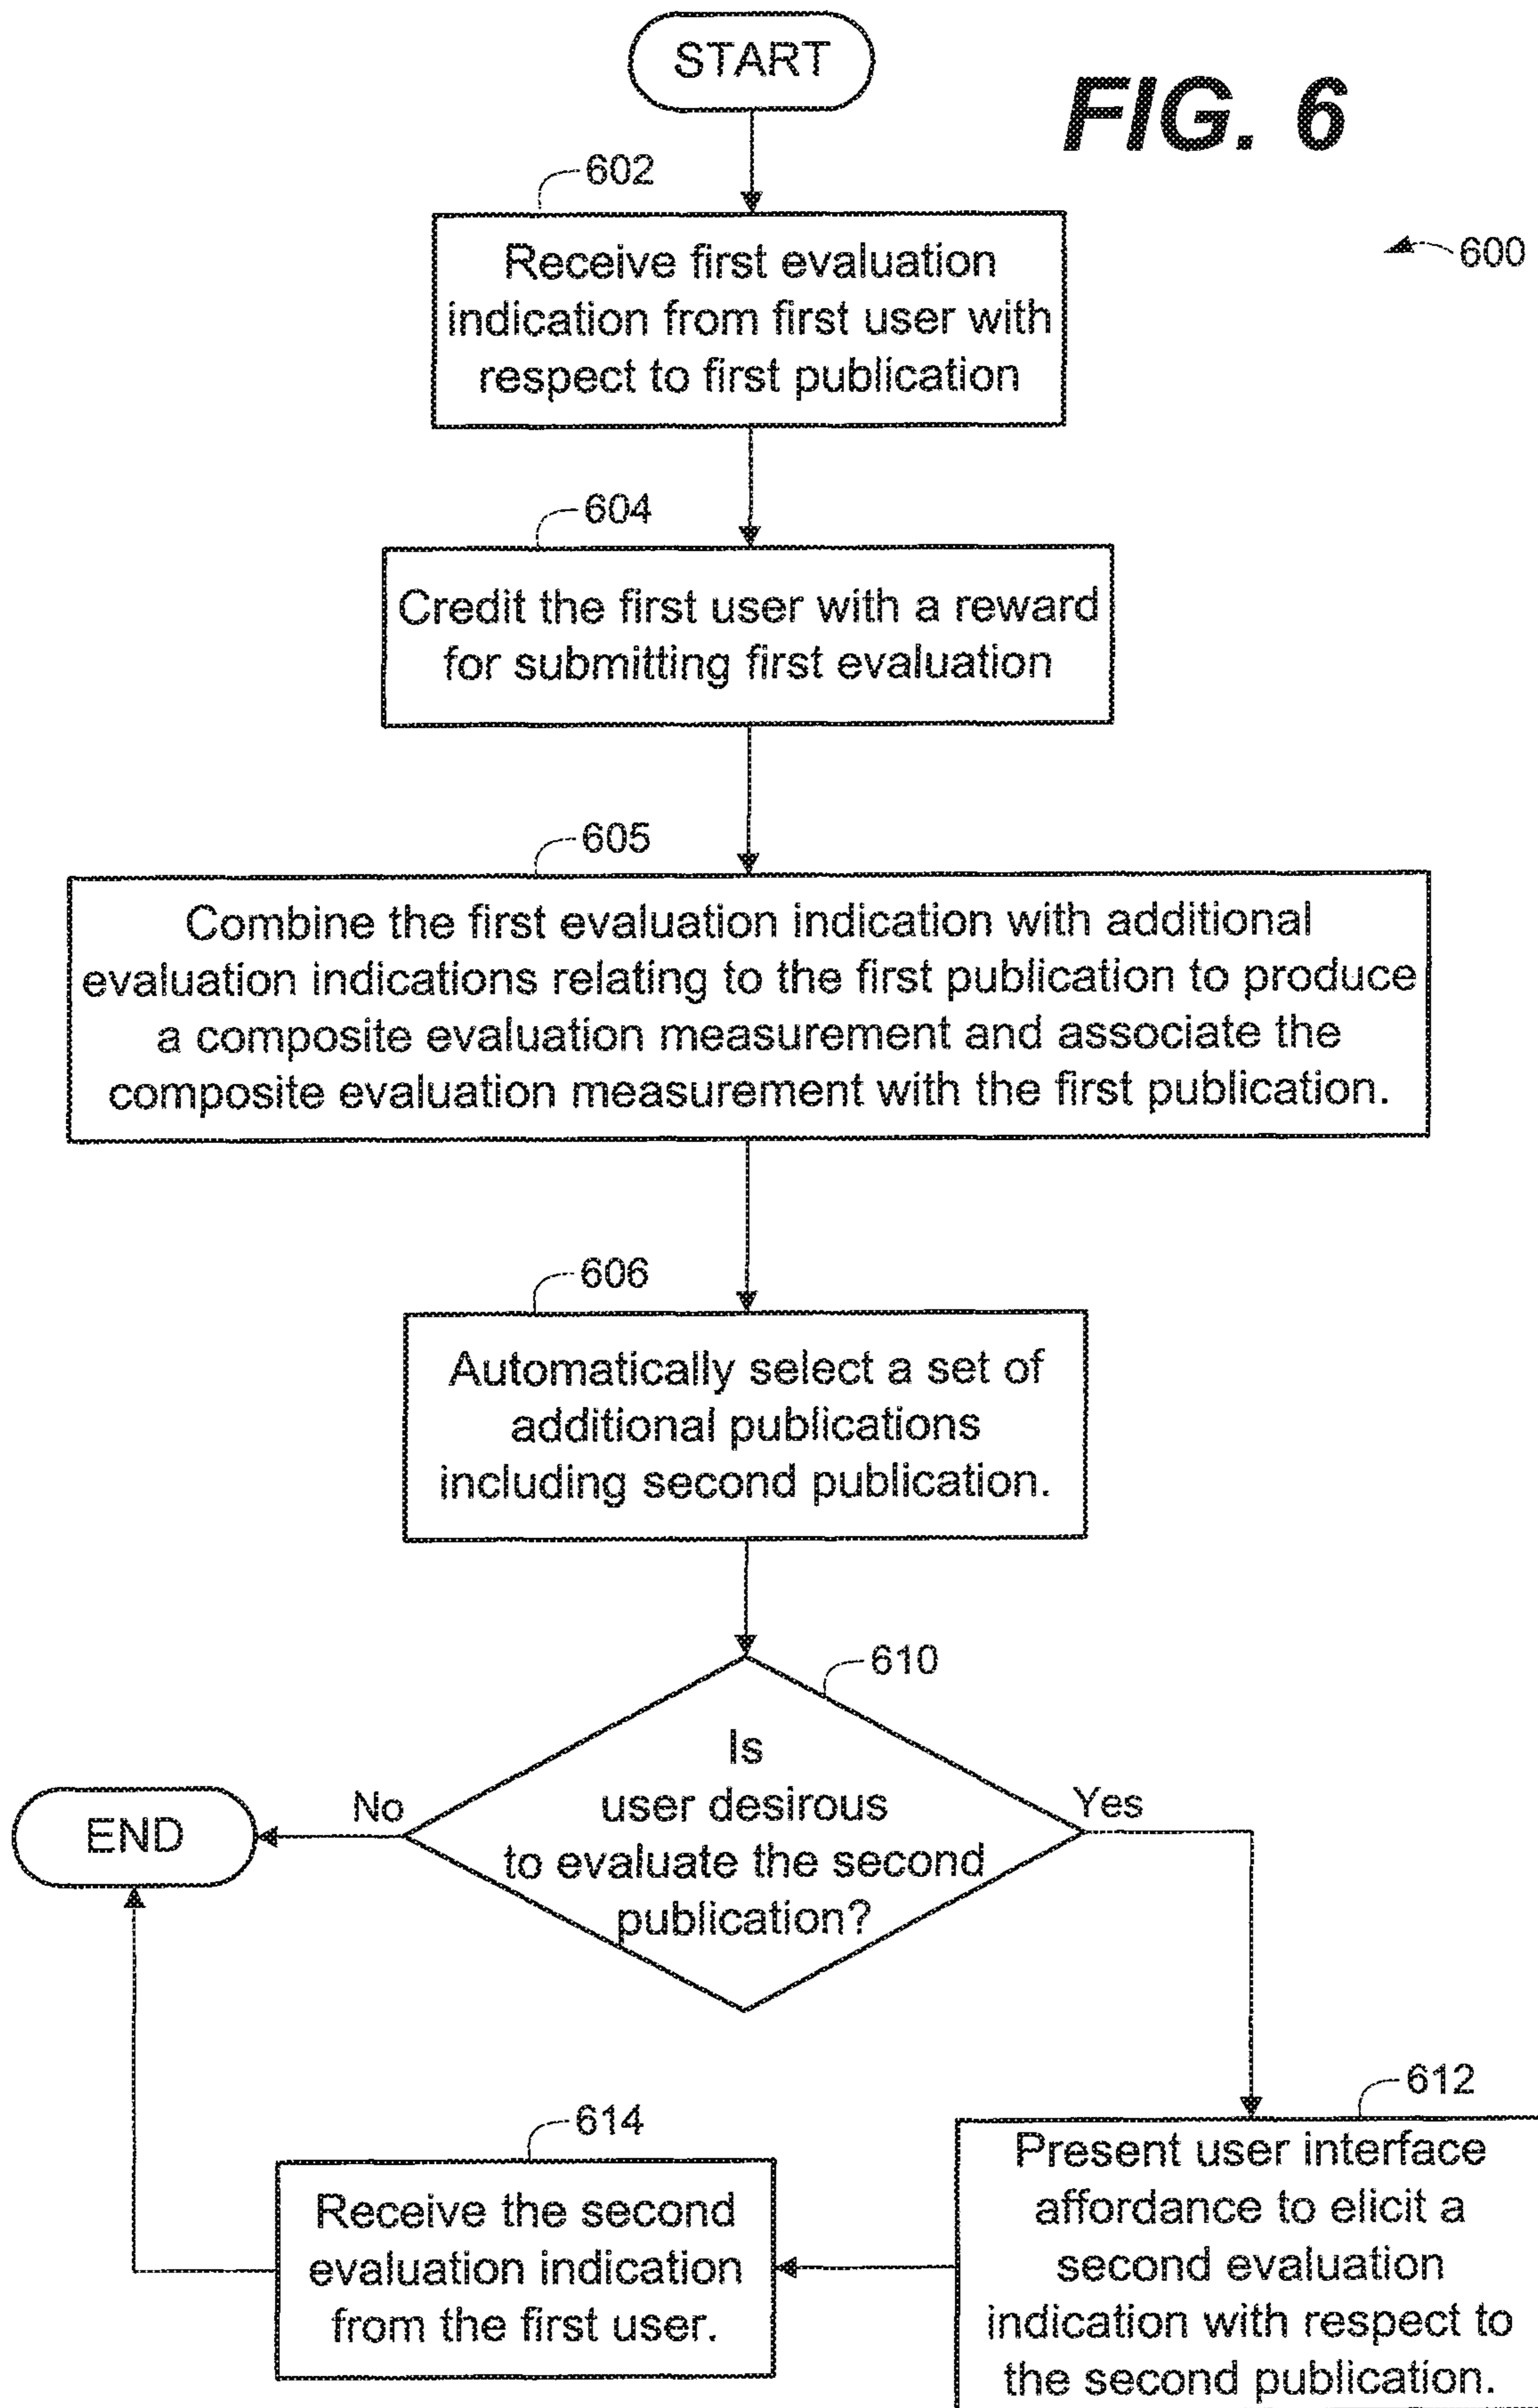 START
FIG. 6
602
600
Receive first evaluation
indication from first user with
respect to first publication
604
Credit the first user with a reward
for submitting first evaluation
605
Combine the first evaluation indication with additional
evaluation indications relating to the first publication to produce
a composite evaluation measurement and associate the
composite evaluation measurement with the first publication.
606
Automatically select a set of
additional publications
including second publication.
610
Is
user desirous
to evaluate the second
publication?
No
Yes
END
612
Present user interface
affordance to elicit a
second evaluation
indication with respect to
the second publication.
614
Receive the second
evaluation indication
from the first user.